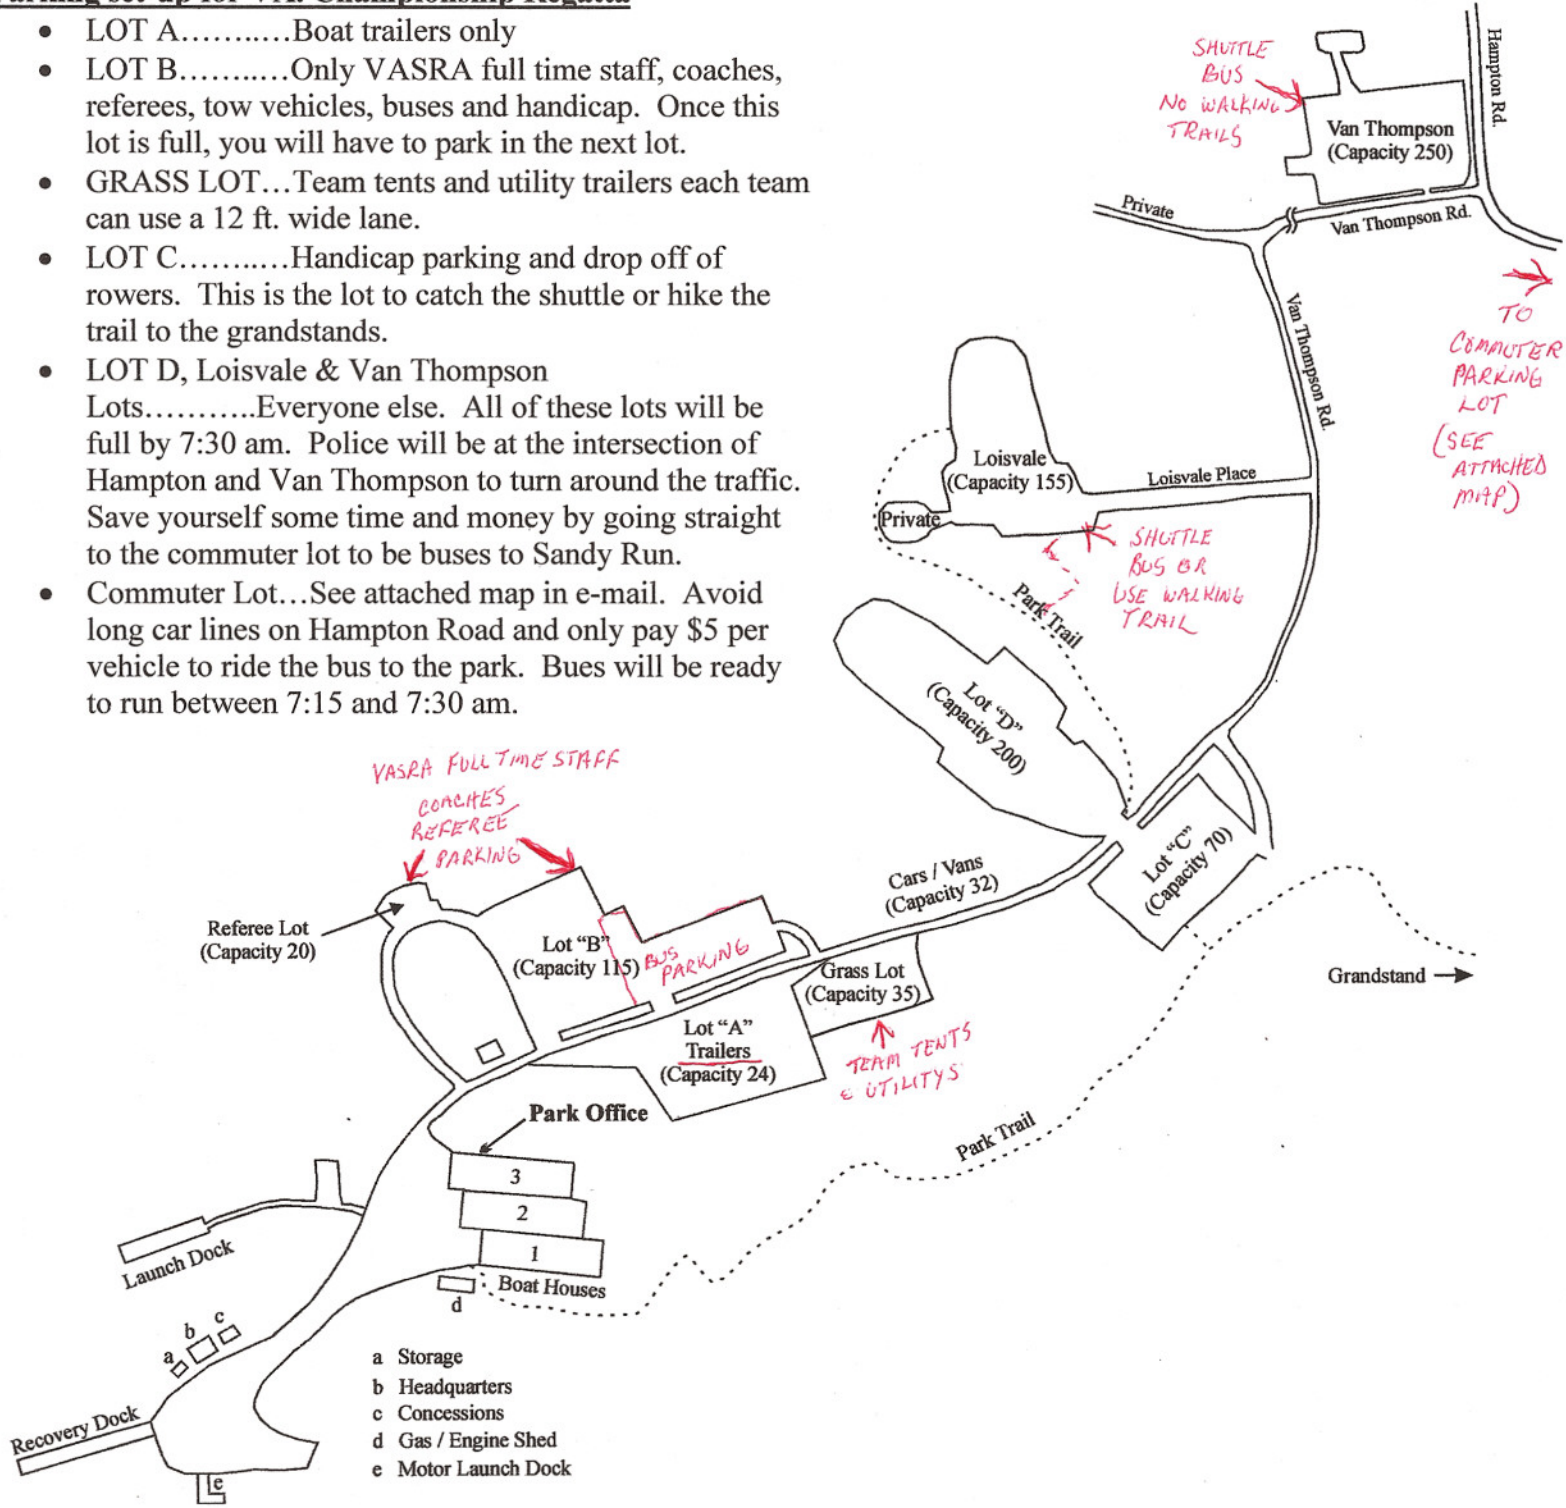 Parking set-up for VA. Championship Regatta
• LOT A...........Boat trailers only
• LOT B...........Only VASRA full time staff, coaches,
referees, tow vehicles, buses and handicap. Once this
lot is full, you will have to park in the next lot.
• GRASS LOT...Team tents and utility trailers each team
can use a 12 ft. wide lane.
• LOT C...........Handicap parking and drop off of
rowers. This is the lot to catch the shuttle or hike the
trail to the grandstands.
• LOT D, Loisvale & Van Thompson
Lots...........Everyone else. All of these lots will be
full by 7:30 am. Police will be at the intersection of
Hampton and Van Thompson to turn around the traffic.
Save yourself some time and money by going straight
to the commuter lot to be buses to Sandy Run.
• Commuter Lot...See attached map in e-mail. Avoid
long car lines on Hampton Road and only pay $5 per
vehicle to ride the bus to the park. Bues will be ready
to run between 7:15 and 7:30 am.
SHUTTLE
BUS
NO WALKING
TRAILS
Hampton Rd.
Van Thompson
(Capacity 250)
Private
Van Thompson Rd.
Van Thompson Rd.
TO
COMMUTER
PARKING
LOT
(SEE
ATTACHED
MAP)
Loisvale
(Capacity 155)
Loisvale Place
Private
SHUTTLE
BUS OR
USE WALKING
TRAIL
Park Trail
Lot "D"
(Capacity 200)
VASRA FULL TIME STAFF
COACHES
REFEREE
PARKING
Lot "C"
(Capacity 70)
Cars / Vans
(Capacity 32)
Referee Lot
(Capacity 20)
Lot "B"
(Capacity 115)
BUS
PARKING
Grass Lot
(Capacity 35)
Grandstand
Lot "A"
Trailers
(Capacity 24)
TEAM TENTS
& UTILITYS
Park Office
Park Trail
3
2
1
Boat Houses
Launch Dock
d
c
b
a
a Storage
b Headquarters
c Concessions
d Gas / Engine Shed
e Motor Launch Dock
Recovery Dock
e